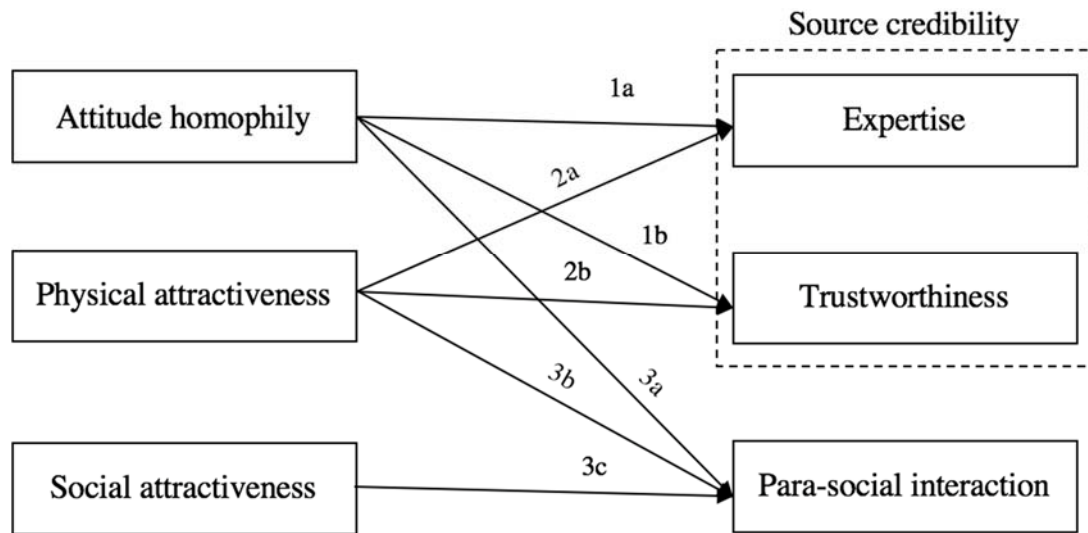 Source credibility
Attitude homophily
1a
Expertise
2a
1b
Physical attractiveness
2b
Trustworthiness
3b
3a
Social attractiveness
3c
Para-social interaction